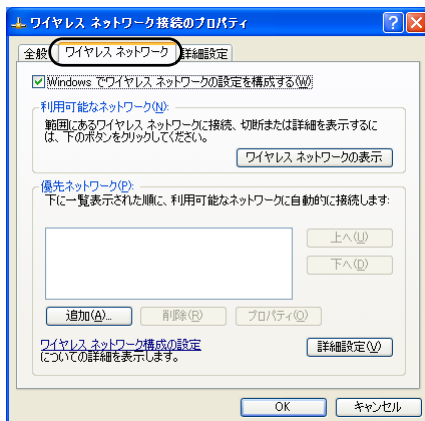 ワイヤレス ネットワーク接続のプロパティ
全般 ワイヤレス ネットワーク 詳細設定
Windows でワイヤレス ネットワークの設定を構成する(W)
利用可能なネットワーク(N):
範囲にあるワイヤレス ネットワークに接続、切断または詳細を表示するに
は、下のボタンをクリックしてください。
ワイヤレス ネットワークの表示
優先ネットワーク(P):
下に一覧表示された順に、利用可能なネットワークに自動的に接続します:
上へ(U)
下へ(D)
追加(A)... 削除(R) プロパティ(O)
ワイヤレス ネットワーク構成の設定
についての詳細を表示します。
詳細設定(V)
OK キャンセル